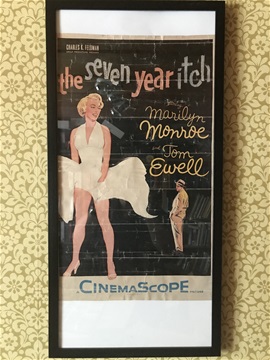 CHARLES K. FELDMAN
the seven year itch
Marilyn
Monroe
Tom
Ewell
CINEMASCOPE